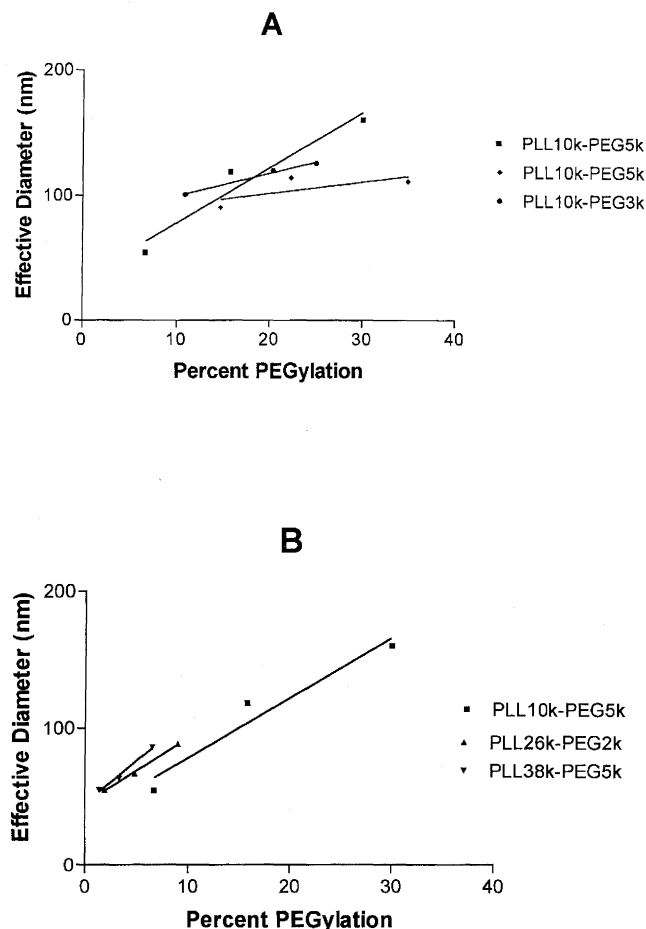 A
Effective Diameter (nm)
200
100
0
0 10 20 30 40
Percent PEGylation
PLL10k-PEG5k
PLL10k-PEG5k
PLL10k-PEG3k
B
Effective Diameter (nm)
200
100
0
0 10 20 30 40
Percent PEGylation
PLL10k-PEG5k
PLL26k-PEG2k
PLL38k-PEG5k